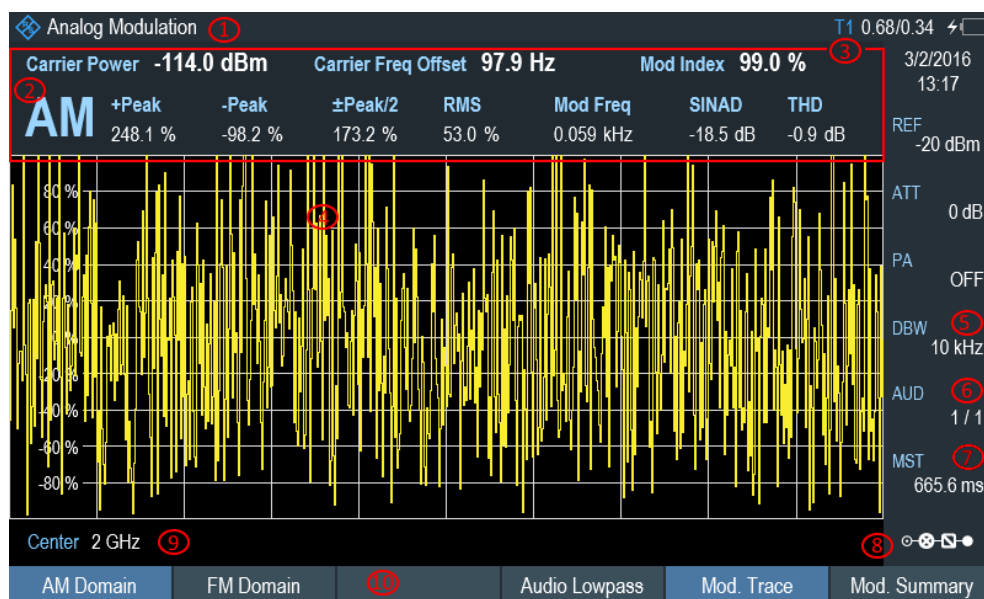 Analog Modulation ① T1 0.68/0.34
Carrier Power -114.0 dBm Carrier Freq Offset 97.9 Hz Mod Index 99.0 % ③ 3/2/2016
13:17
② AM +Peak -Peak ±Peak/2 RMS Mod Freq SINAD THD
248.1 % -98.2 % 173.2 % 53.0 % 0.059 kHz -18.5 dB -0.9 dB
REF
-20 dBm
80 %
ATT
0 dB
60 %
④
40 %
PA
OFF
20 %
0 %
DBW ⑤
10 kHz
-20 %
-40 %
AUD ⑥
1 / 1
-60 %
MST ⑦
665.6 ms
-80 %
Center 2 GHz ⑨ ⑧
AM Domain FM Domain ⑩ Audio Lowpass Mod. Trace Mod. Summary